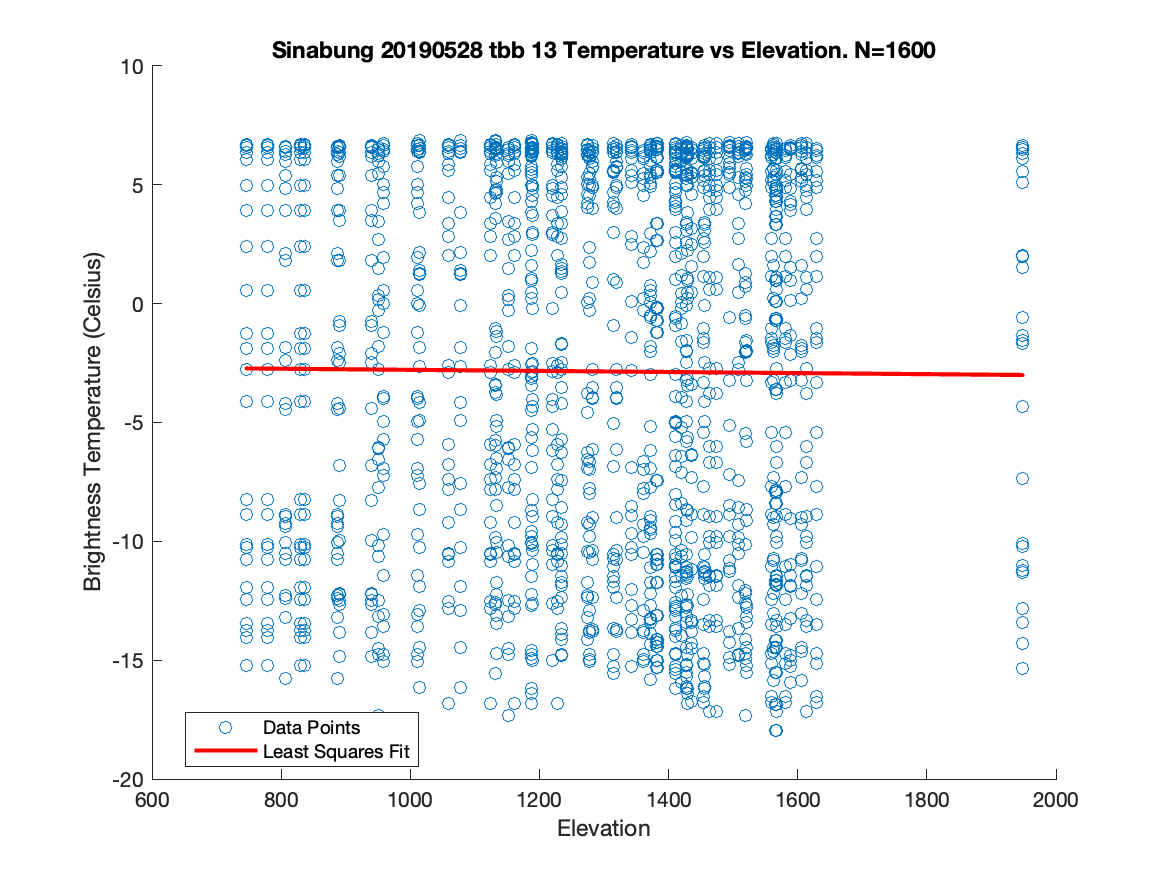 Sinabung 20190528 tbb 13 Temperature vs Elevation. N=1600
10
5
0
-5
-10
-15
-20
Brightness Temperature (Celsius)
Data Points
Least Squares Fit
600 800 1000 1200 1400 1600 1800 2000
Elevation